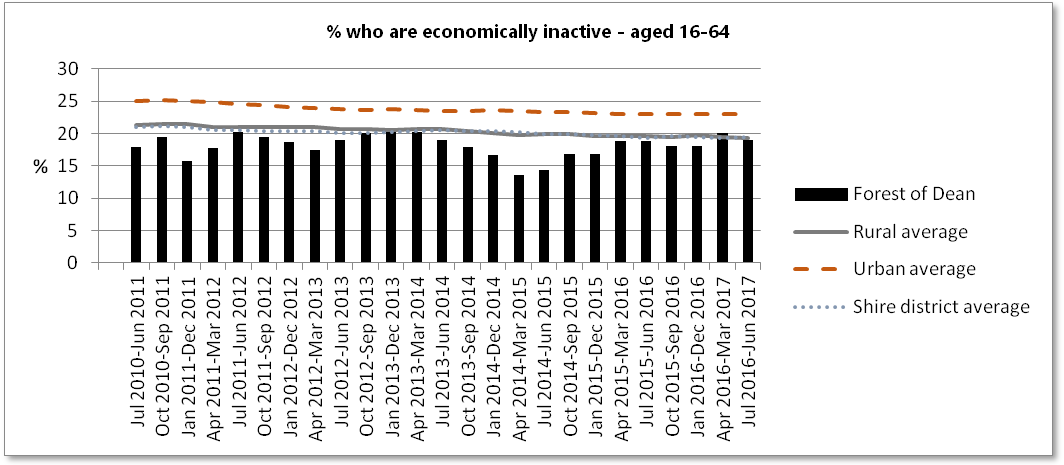 % who are economically inactive - aged 16-64
30
25
20
15
10
5
0
%
Jul 2010-Jun 2011
Oct 2010-Sep 2011
Jan 2011-Dec 2011
Apr 2011-Mar 2012
Jul 2011-Jun 2012
Oct 2011-Sep 2012
Jan 2012-Dec 2012
Apr 2012-Mar 2013
Jul 2012-Jun 2013
Oct 2012-Sep 2013
Jan 2013-Dec 2013
Apr 2013-Mar 2014
Jul 2013-Jun 2014
Oct 2013-Sep 2014
Jan 2014-Dec 2014
Apr 2014-Mar 2015
Jul 2014-Jun 2015
Oct 2014-Sep 2015
Jan 2015-Dec 2015
Apr 2015-Mar 2016
Jul 2015-Jun 2016
Oct 2015-Sep 2016
Jan 2016-Dec 2016
Apr 2016-Mar 2017
Jul 2016-Jun 2017
Forest of Dean
Rural average
Urban average
Shire district average